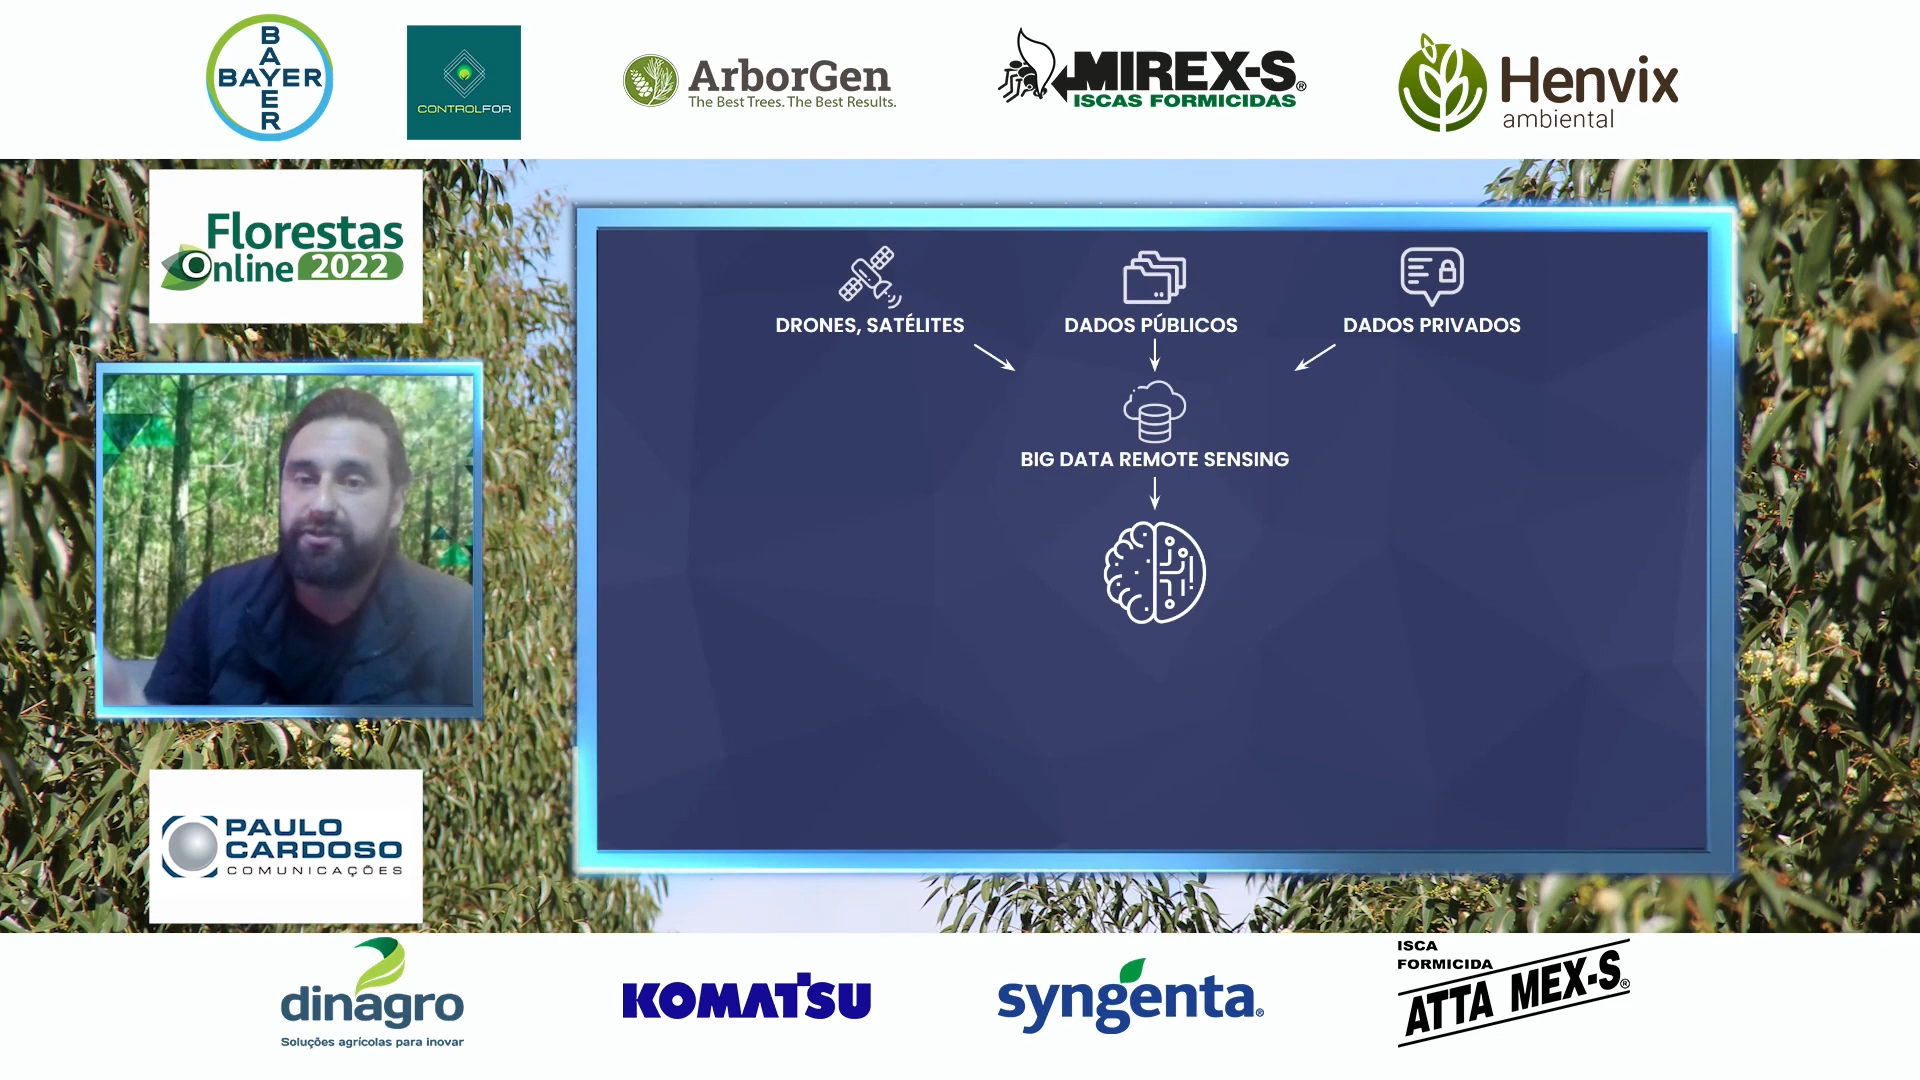 BAYER
BAYER
CONTROLFOR
ArborGen
The Best Trees. The Best Results.
MIREX-S®
ISCAS FORMICIDAS
Henvix
ambiental
Florestas
Online 2022
DRONES, SATÉLITES
DADOS PÚBLICOS
DADOS PRIVADOS
BIG DATA REMOTE SENSING
PAULO
CARDOSO
COMUNICAÇÕES
dinagro
Soluções agrícolas para inovar
KOMATSU
syngenta®
ISCA
FORMICIDA
ATTA MEX-S®